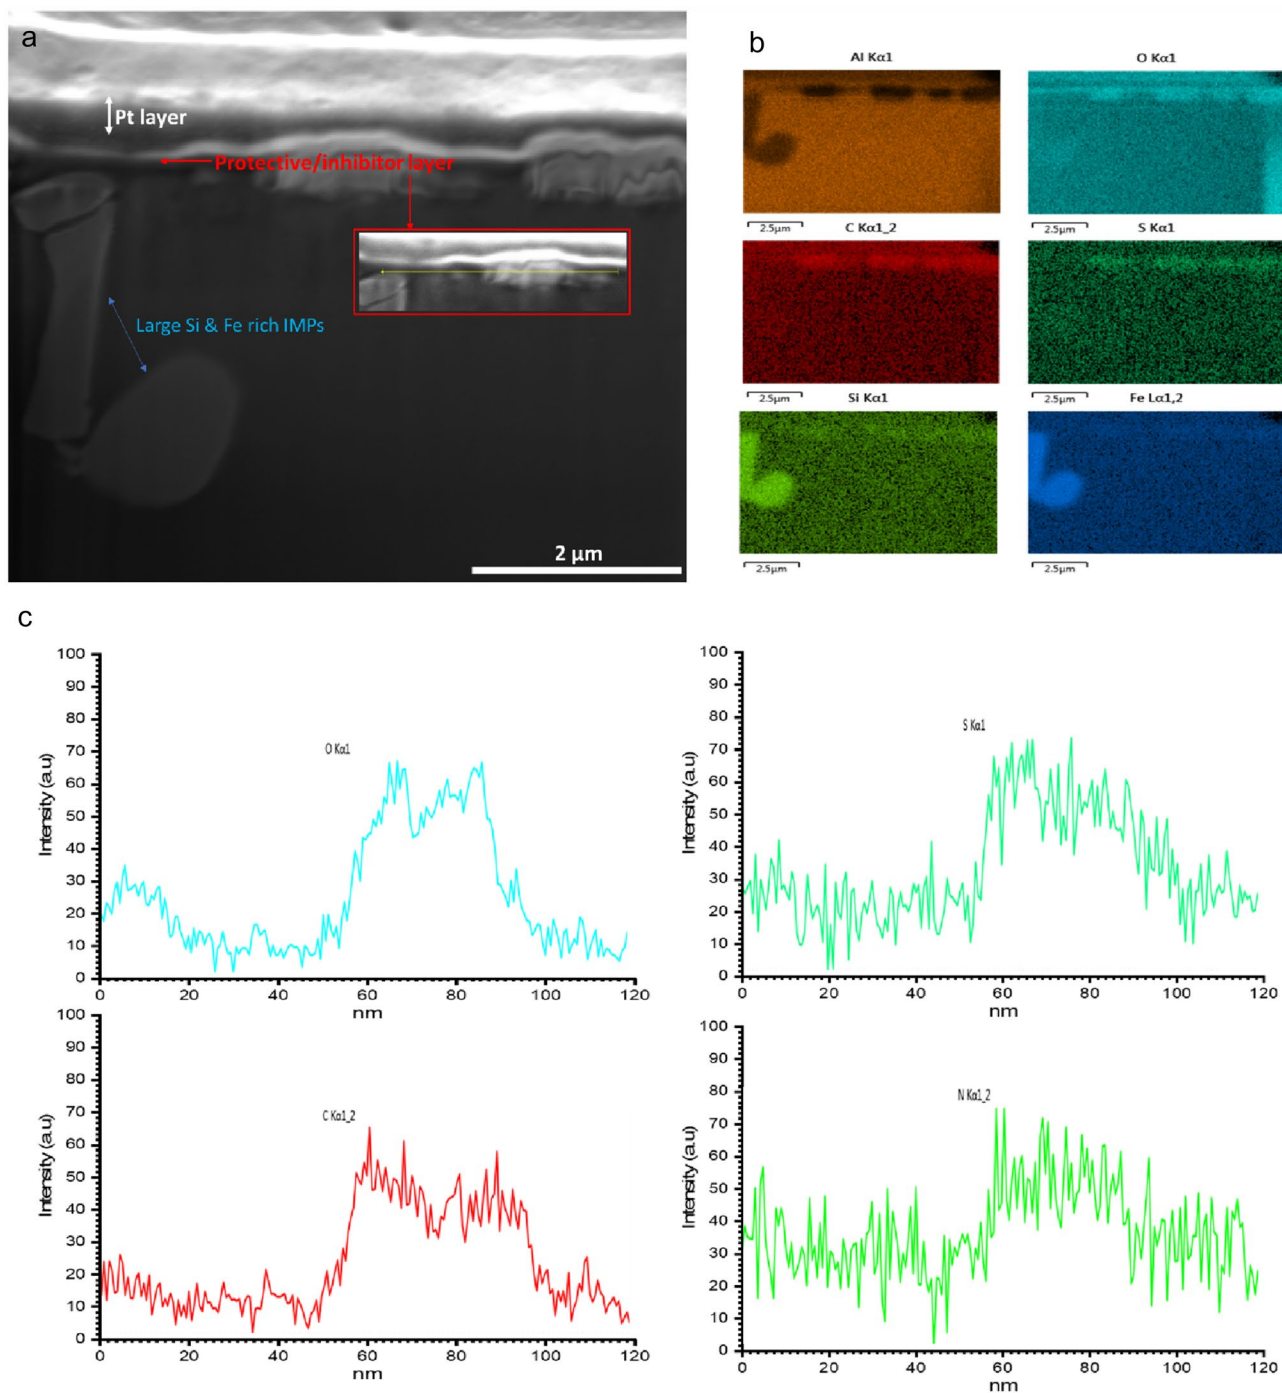 a
Pt layer
Protective/inhibitor layer
Large Si & Fe rich IMPs
2 µm
b
Al Kα1
O Kα1
2.5µm
2.5µm
C Kα1_2
S Kα1
2.5µm
2.5µm
Si Kα1
Fe Lα1,2
2.5µm
2.5µm
c
100
90
80
70
60
50
40
30
20
10
0
Intensity (a.u)
O Kα1
0 20 40 60 80 100 120
nm
100
90
80
70
60
50
40
30
20
10
0
Intensity (a.u)
S Kα1
0 20 40 60 80 100 120
nm
100
90
80
70
60
50
40
30
20
10
0
Intensity (a.u)
C Kα1_2
0 20 40 60 80 100 120
nm
100
90
80
70
60
50
40
30
20
10
0
Intensity (a.u)
N Kα1_2
0 20 40 60 80 100 120
nm